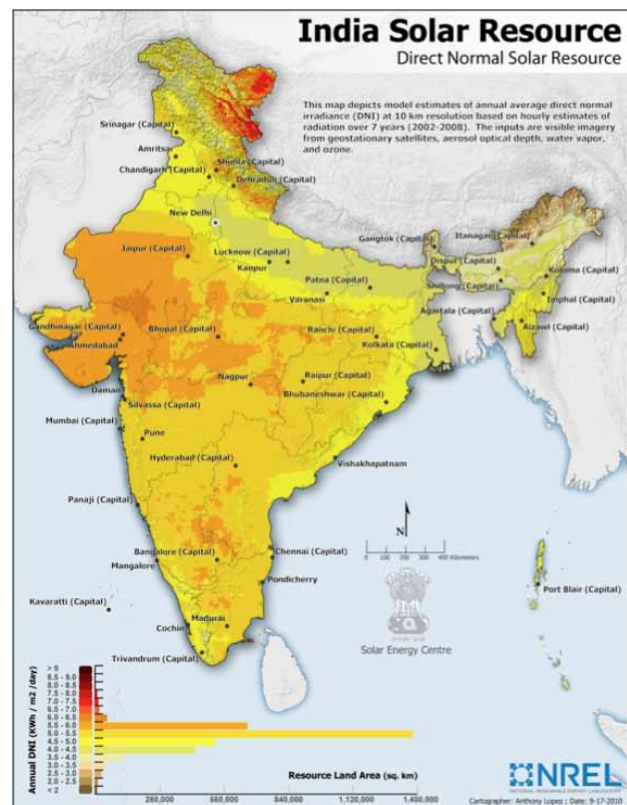 India Solar Resource
Direct Normal Solar Resource
This map depicts model estimates of annual average direct normal
irradiance (DNI) at 10 km resolution based on hourly estimates of
radiation over 7 years (2002-2008). The inputs are visible imagery
from geostationary satellites, aerosol optical depth, water vapor,
and ozone.
Srinagar (Capital)
Amritsar
Chandigarh (Capital)
Shimla (Capital)
Dehradun (Capital)
New Delhi
Jaipur (Capital)
Lucknow (Capital)
Kanpur
Gangtok (Capital)
Itanagar (Capital)
Dispur (Capital)
Kohima (Capital)
Patna (Capital)
Shillong (Capital)
Varanasi
Imphal (Capital)
Agartala (Capital)
Aizawl (Capital)
Gandhinagar (Capital)
Bhopal (Capital)
Ranchi (Capital)
Ahmedabad
Kolkata (Capital)
Nagpur
Raipur (Capital)
Daman
Bhubaneshwar (Capital)
Silvassa (Capital)
Mumbai (Capital)
Pune
Hyderabad (Capital)
Vishakhapatnam
Panaji (Capital)
N
Bangalore (Capital)
Chennai (Capital)
Mangalore
0 50 100 200 300 400 Kilometers
Pondicherry
Port Blair (Capital)
Kavaratti (Capital)
Madurai
Cochin
Solar Energy Centre
Trivandrum (Capital)
Annual DNI (KWh / m2 /day)
> 9
8.5 - 9.0
8.0 - 8.5
7.5 - 8.0
7.0 - 7.5
6.5 - 7.0
6.0 - 6.5
5.5 - 6.0
5.0 - 5.5
4.5 - 5.0
4.0 - 4.5
3.5 - 4.0
3.0 - 3.5
2.5 - 3.0
2.0 - 2.5
< 2
Resource Land Area (sq. km)
280,000 560,000 840,000 1,120,000 1,400,000
NREL
NATIONAL RENEWABLE ENERGY LABORATORY
Cartographer: Anthony Lopez ; Date: 9-17-2010